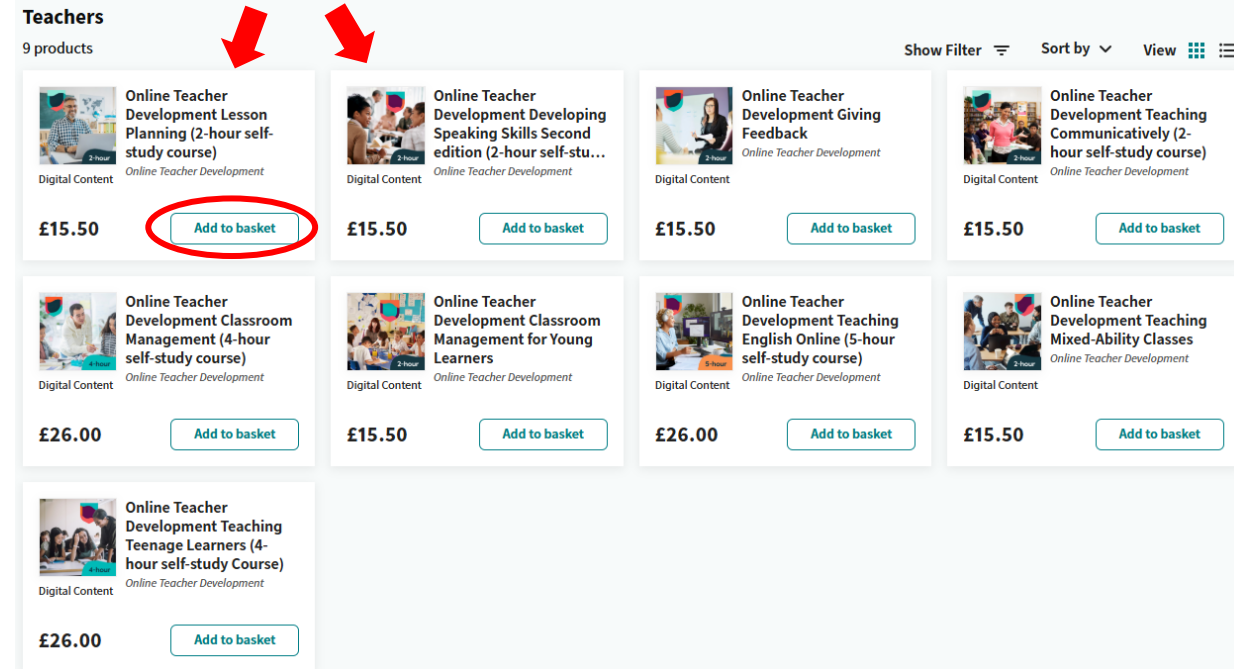 Teachers
9 products
Show Filter
Sort by
View
2-hour
Digital Content
Online Teacher
Development Lesson
Planning (2-hour self-
study course)
Online Teacher Development
£15.50
Add to basket
2-hour
Digital Content
Online Teacher
Development Developing
Speaking Skills Second
edition (2-hour self-stu...
Online Teacher Development
£15.50
Add to basket
2-hour
Digital Content
Online Teacher
Development Giving
Feedback
Online Teacher Development
£15.50
Add to basket
2-hour
Digital Content
Online Teacher
Development Teaching
Communicatively (2-
hour self-study course)
Online Teacher Development
£15.50
Add to basket
4-hour
Digital Content
Online Teacher
Development Classroom
Management (4-hour
self-study course)
Online Teacher Development
£26.00
Add to basket
2-hour
Digital Content
Online Teacher
Development Classroom
Management for Young
Learners
Online Teacher Development
£15.50
Add to basket
5-hour
Digital Content
Online Teacher
Development Teaching
English Online (5-hour
self-study course)
Online Teacher Development
£26.00
Add to basket
2-hour
Digital Content
Online Teacher
Development Teaching
Mixed-Ability Classes
Online Teacher Development
£15.50
Add to basket
4-hour
Digital Content
Online Teacher
Development Teaching
Teenage Learners (4-
hour self-study Course)
Online Teacher Development
£26.00
Add to basket